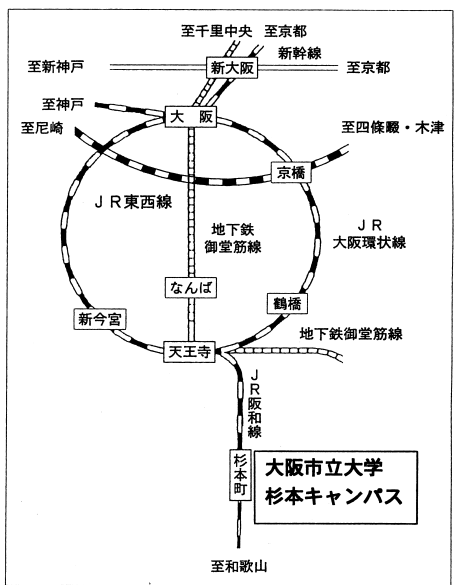 至千里中央 至京都
新幹線
至新神戸
新大阪
至京都
至神戸
大 阪
至尼崎
至四條畷・木津
京橋
ＪＲ東西線
地下鉄
御堂筋線
ＪＲ
大阪環状線
なんば
鶴橋
新今宮
地下鉄御堂筋線
天王寺
ＪＲ阪和線
杉本町
大阪市立大学
杉本キャンパス
至和歌山